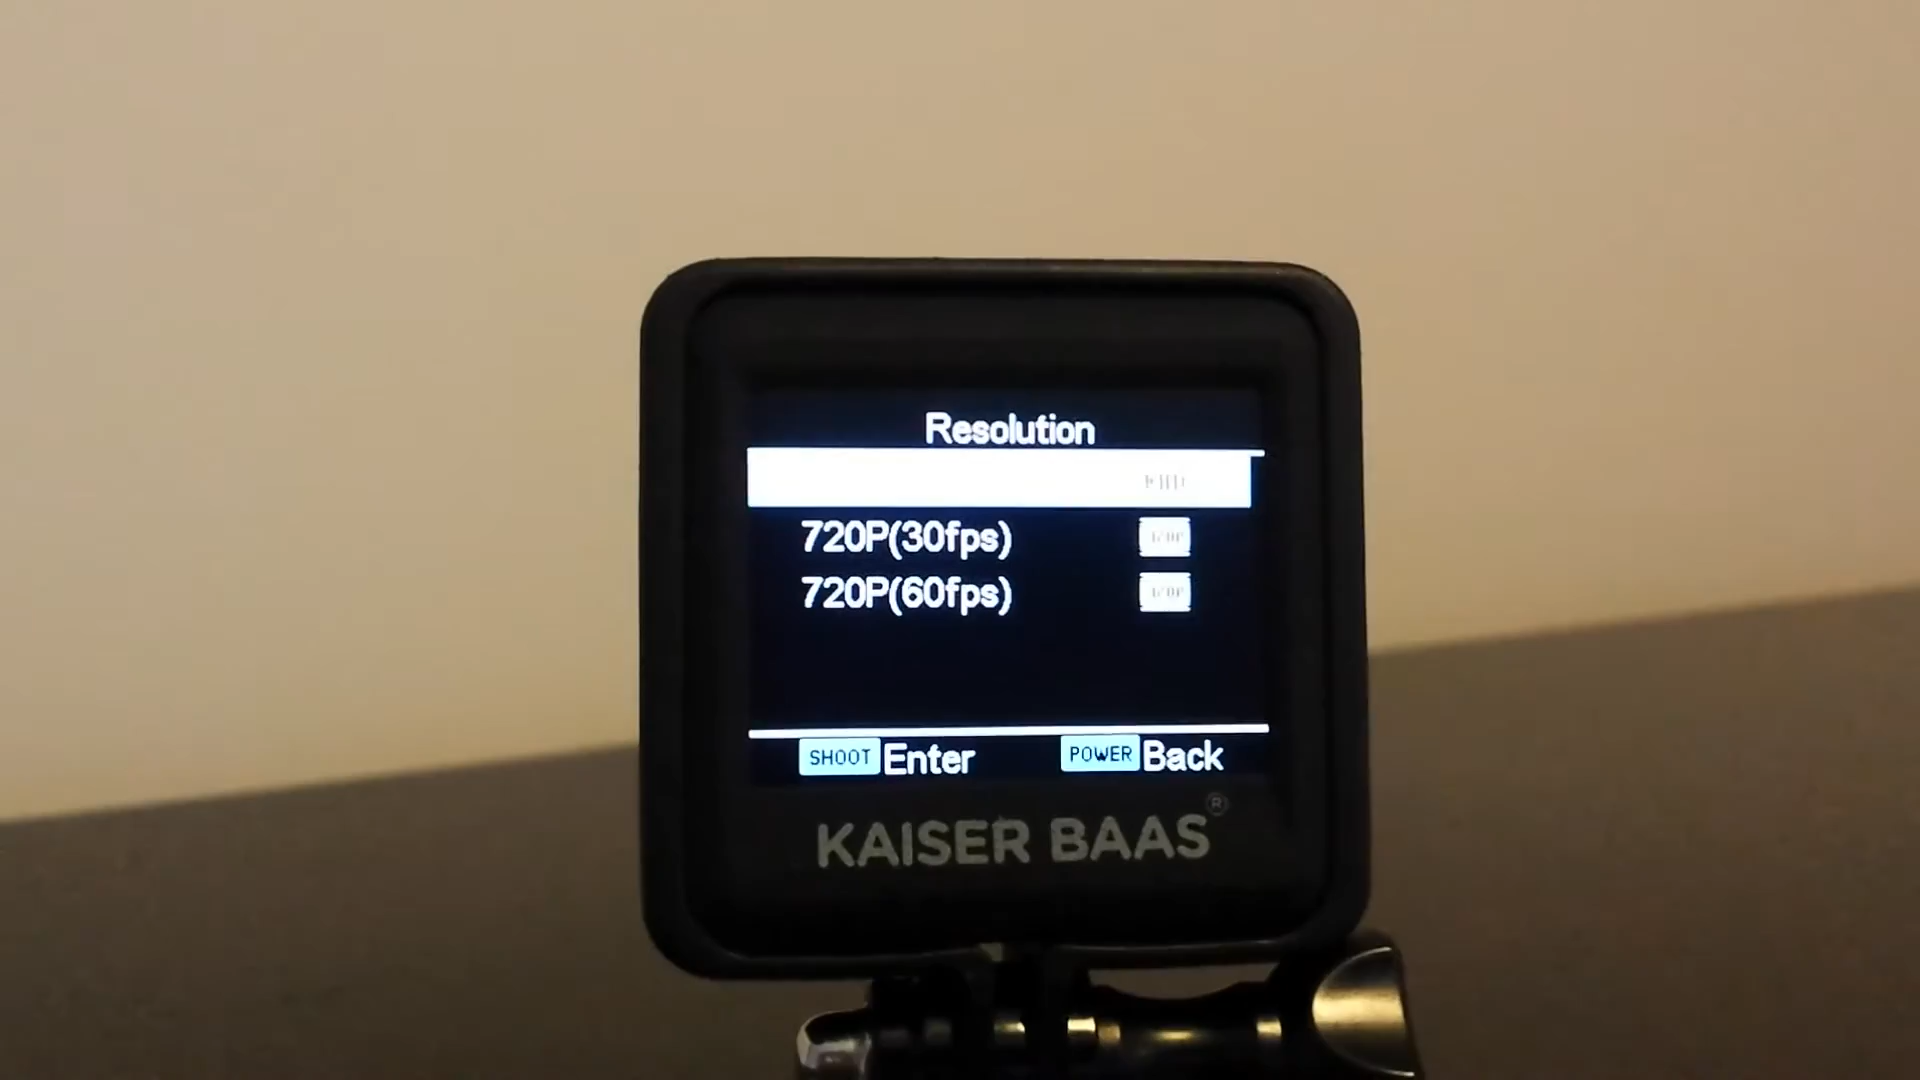 Resolution
720P(30fps)
720P(60fps)
SHOOT Enter POWER Back
KAISER BAAS®